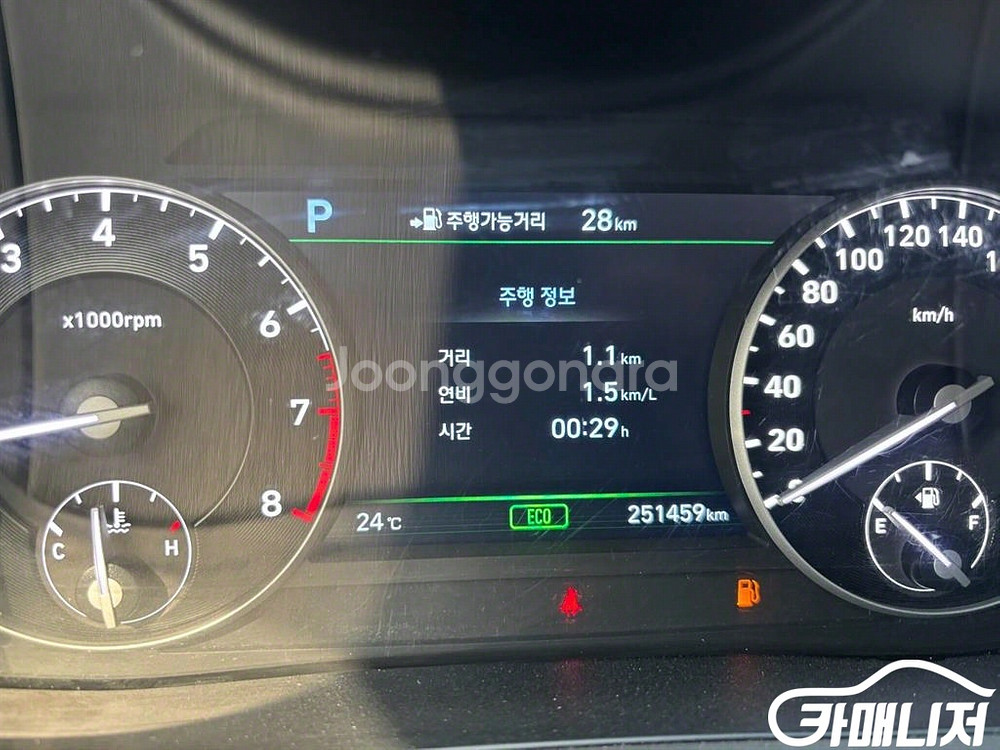 P 주행가능거리 28km
주행 정보
거리 1.1km
연비 1.5km/L
시간 00:29h
24℃ ECO 251459km
3 4 5 6 7 8
x1000rpm
C H
0 20 40 60 80 100 120 140
km/h
E F
Joonggonara
카매니저